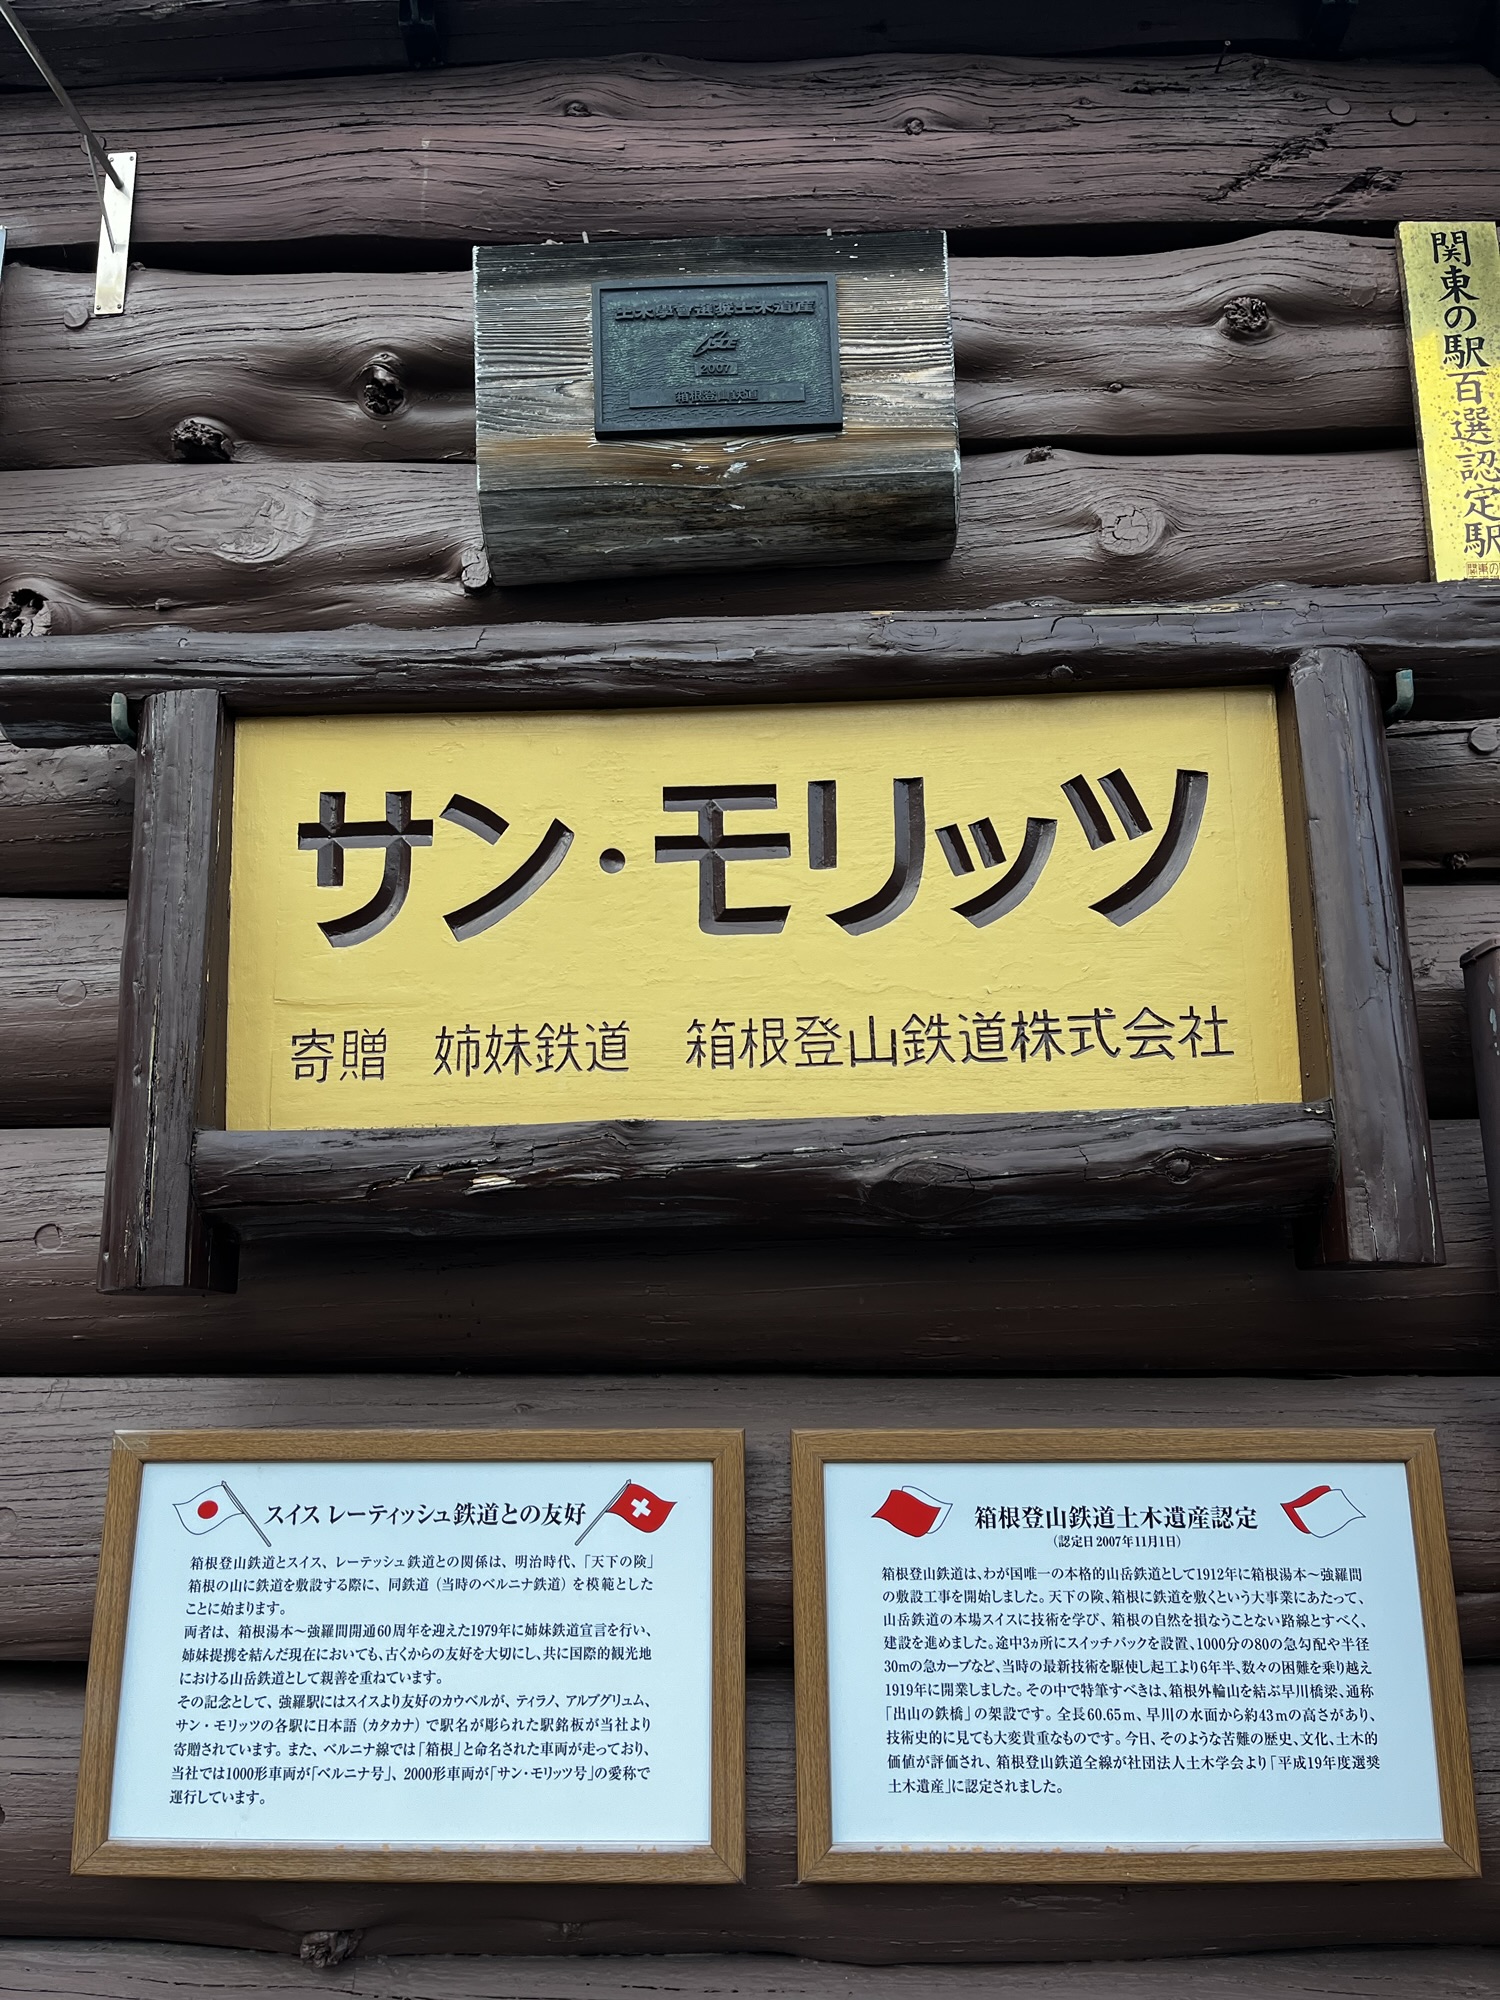 土木學會選奨土木遺産
JSCE
2007
箱根登山鉄道
関東の駅百選認定駅
サン・モリッツ
寄贈 姉妹鉄道 箱根登山鉄道株式会社
スイス レーティッシュ鉄道との友好
箱根登山鉄道とスイス、レーテッシュ鉄道との関係は、明治時代、「天下の険」
箱根の山に鉄道を敷設する際に、同鉄道（当時のベルニナ鉄道）を模範とした
ことに始まります。
両者は、箱根湯本～強羅間開通60周年を迎えた1979年に姉妹鉄道宣言を行い、
姉妹提携を結んだ現在においても、古くからの友好を大切にし、共に国際的観光地
における山岳鉄道として親善を重ねています。
その記念として、強羅駅にはスイスより友好のカウベルが、ティラノ、アルプグリュム、
サン・モリッツの各駅に日本語（カタカナ）で駅名が彫られた駅銘板が当社より
寄贈されています。また、ベルニナ線では「箱根」と命名された車両が走っており、
当社では1000形車両が「ベルニナ号」、2000形車両が「サン・モリッツ号」の愛称で
運行しています。
箱根登山鉄道土木遺産認定
（認定日2007年11月1日）
箱根登山鉄道は、わが国唯一の本格的山岳鉄道として1912年に箱根湯本～強羅間
の敷設工事を開始しました。天下の険、箱根に鉄道を敷くという大事業にあたって、
山岳鉄道の本場スイスに技術を学び、箱根の自然を損なうことない路線とすべく、
建設を進めました。途中3ヵ所にスイッチバックを設置、1000分の80の急勾配や半径
30mの急カーブなど、当時の最新技術を駆使し起工より6年半、数々の困難を乗り越え
1919年に開業しました。その中で特筆すべきは、箱根外輪山を結ぶ早川橋梁、通称
「出山の鉄橋」の架設です。全長60.65m、早川の水面から約43mの高さがあり、
技術史的に見ても大変貴重なものです。今日、そのような苦難の歴史、文化、土木的
価値が評価され、箱根登山鉄道全線が社団法人土木学会より「平成19年度選奨
土木遺産」に認定されました。